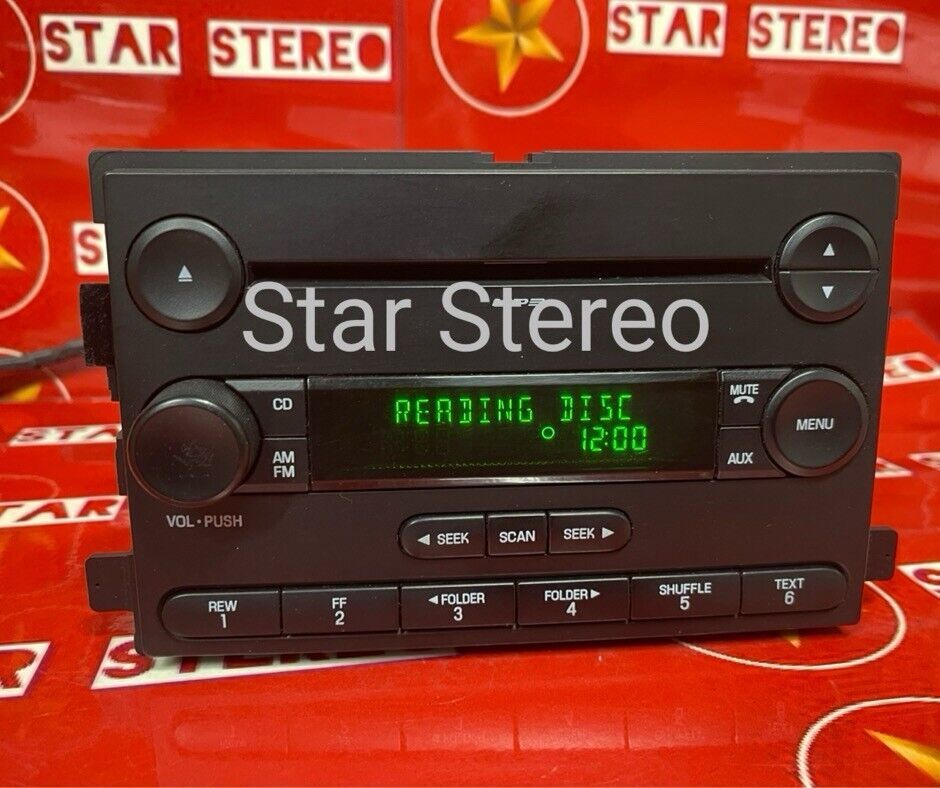 STAR STEREO
STAR STEREO
Star Stereo
CD
READING DISC
12:00
MUTE
MENU
AM
FM
AUX
VOL•PUSH
◀ SEEK
SCAN
SEEK ▶
REW
1
FF
2
◀FOLDER
3
FOLDER▶
4
SHUFFLE
5
TEXT
6
STAR
STAR
STEREO